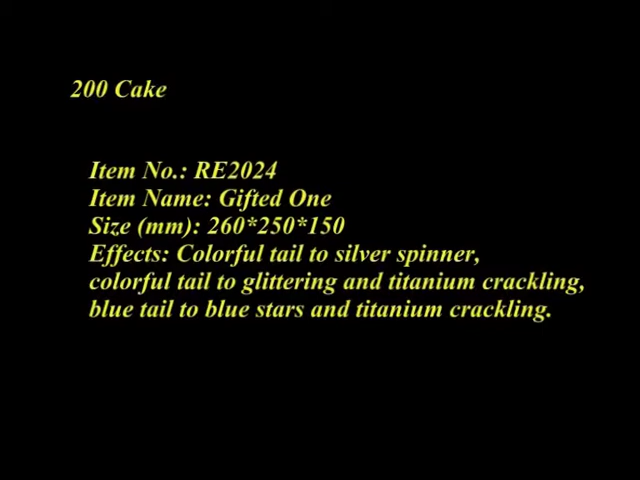 200 Cake
Item No.: RE2024
Item Name: Gifted One
Size (mm): 260*250*150
Effects: Colorful tail to silver spinner,
colorful tail to glittering and titanium crackling,
blue tail to blue stars and titanium crackling.